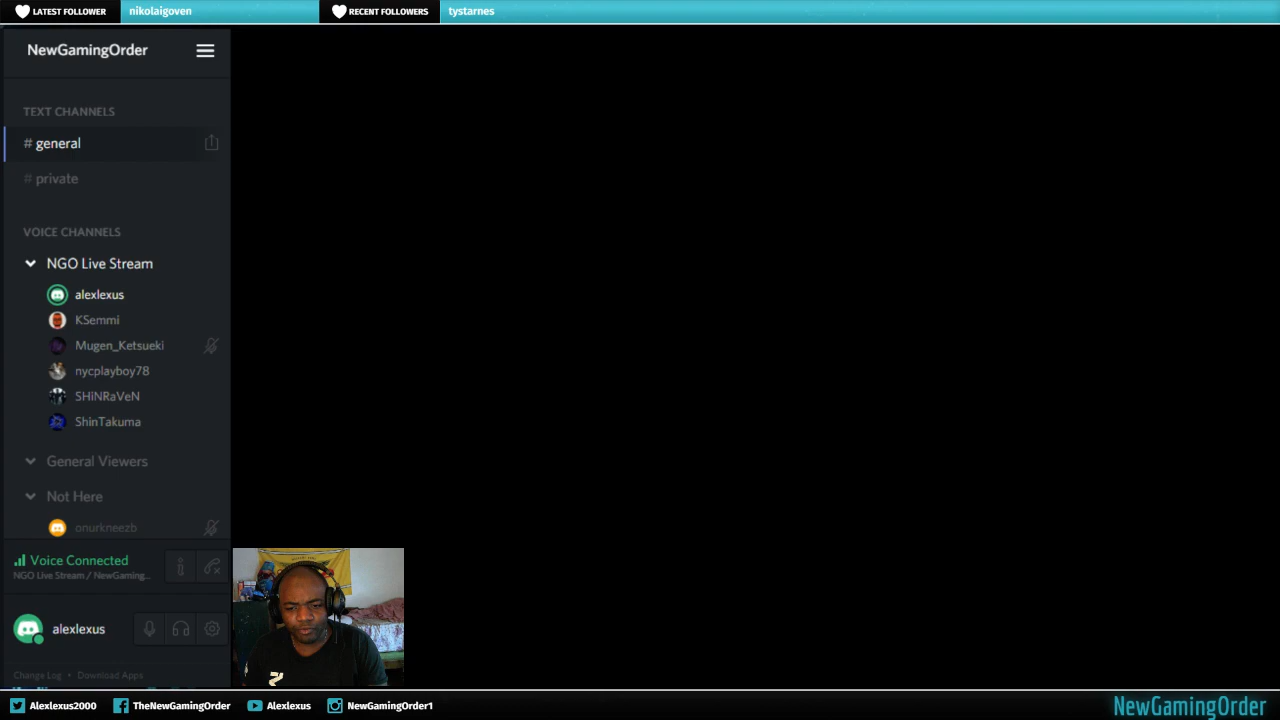 LATEST FOLLOWER
nikolaigoven
RECENT FOLLOWERS
tystarnes
NewGamingOrder
TEXT CHANNELS
# general
# private
VOICE CHANNELS
NGO Live Stream
alexlexus
KSemmi
Mugen_Ketsueki
nycplayboy78
SHiNRaVeN
ShinTakuma
General Viewers
Not Here
onurkneezb
Voice Connected
NGO Live Stream / NewGaming...
alexlexus
Change Log • Download Apps
Alexlexus2000
TheNewGamingOrder
Alexlexus
NewGamingOrder1
NewGamingOrder